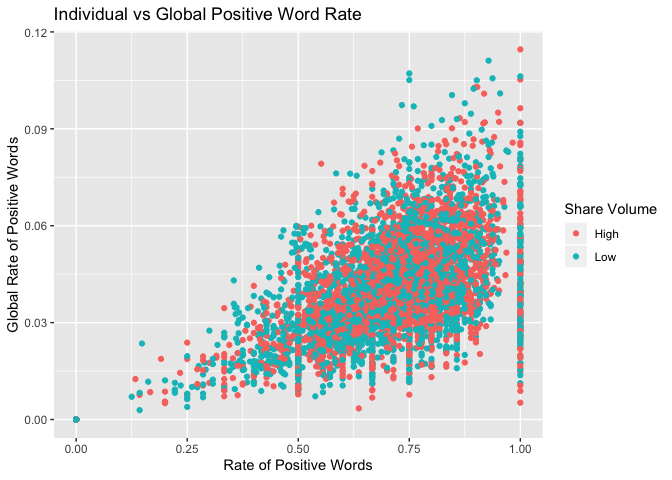 Individual vs Global Positive Word Rate
0.12
0.09
0.06
0.03
0.00
Global Rate of Positive Words
0.00 0.25 0.50 0.75 1.00
Rate of Positive Words
Share Volume
High
Low